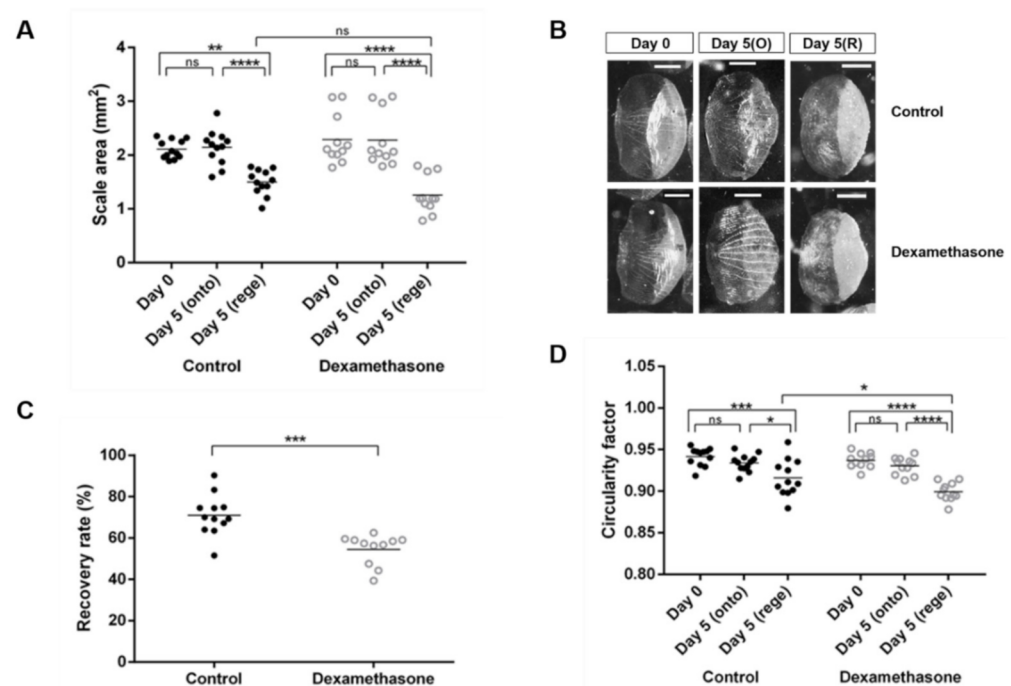 A
Scale area (mm²)
4
3
2
1
0
ns
**
ns
****
****
ns
****
Day 0
Day 5 (onto)
Day 5 (rege)
Day 0
Day 5 (onto)
Day 5 (rege)
Control
Dexamethasone
B
Day 0
Day 5(O)
Day 5(R)
Control
Dexamethasone
C
Recovery rate (%)
100
80
60
40
20
0
***
Control
Dexamethasone
D
Circularity factor
1.05
1.00
0.95
0.90
0.80
*
***
ns
*
****
ns
****
Day 0
Day 5 (onto)
Day 5 (rege)
Day 0
Day 5 (onto)
Day 5 (rege)
Control
Dexamethasone